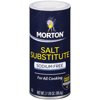 MORTON
SALT
SUBSTITUTE
SODIUM FREE
For All Cooking